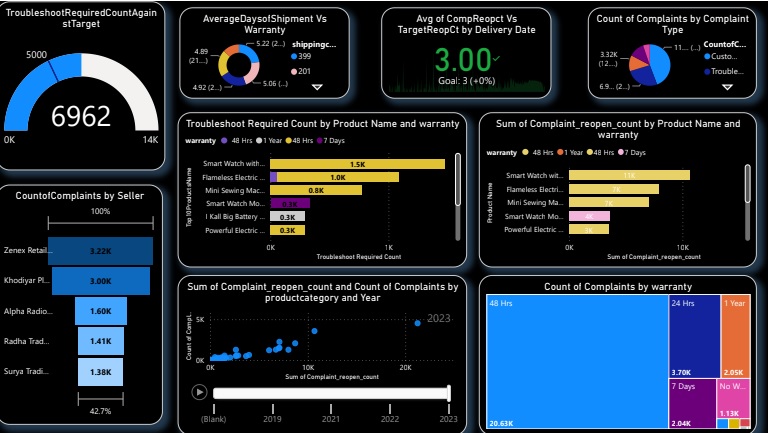 TroubleshootRequiredCountAgain
stTarget
5000
6962
0K
14K
AverageDaysofShipment Vs
Warranty
5.22 (2...)
4.89
(21...)
4.92 (2...)
5.06 (...)
shippingc...
399
201
Avg of CompReopct Vs
TargetReopCt by Delivery Date
3.00
Goal: 3 (+0%)
Count of Complaints by Complaint
Type
3.32K
(12...)
11... (...)
6.9... (2...)
CountofC...
Custo...
Trouble...
Troubleshoot Required Count by Product Name and warranty
warranty
48 Hrs
1 Year
48 Hrs
7 Days
Top10ProductsName
Smart Watch with...
1.5K
Flameless Electric ...
1.0K
Mini Sewing Mac...
0.8K
Smart Watch Mo...
0.3K
I Kall Big Battery ...
0.3K
Powerful Electric ...
0.3K
0K
1K
Troubleshoot Required Count
Sum of Complaint_reopen_count by Product Name and
warranty
warranty
48 Hrs
1 Year
48 Hrs
7 Days
Product Name
Smart Watch wit...
11K
Flameless Electri...
Mini Sewing Ma...
7K
Smart Watch Mo...
4K
Powerful Electric...
0K
10K
Sum of Complaint_reopen_count
CountofComplaints by Seller
100%
Zenex Retail...
3.22K
Khodiyar Pl...
3.00K
Alpha Radio...
1.60K
Radha Trad...
1.41K
Surya Tradi...
1.38K
42.7%
Sum of Complaint_reopen_count and Count of Complaints by
productcategory and Year
Count of Compl..
5K
0K
2023
0K
10K
20K
Sum of Complaint_reopen_count
(Blank)
2019
2021
2022
2023
Count of Complaints by warranty
48 Hrs
20.63K
24 Hrs
3.70K
1 Year
2.05K
7 Days
2.04K
No W...
1.13K